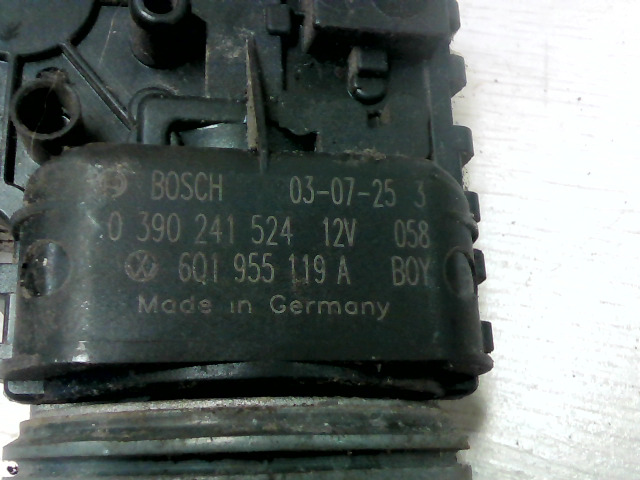 BOSCH 03-07-25 3
0 390 241 524 12V 058
6Q1 955 119 A BOY
Made in Germany